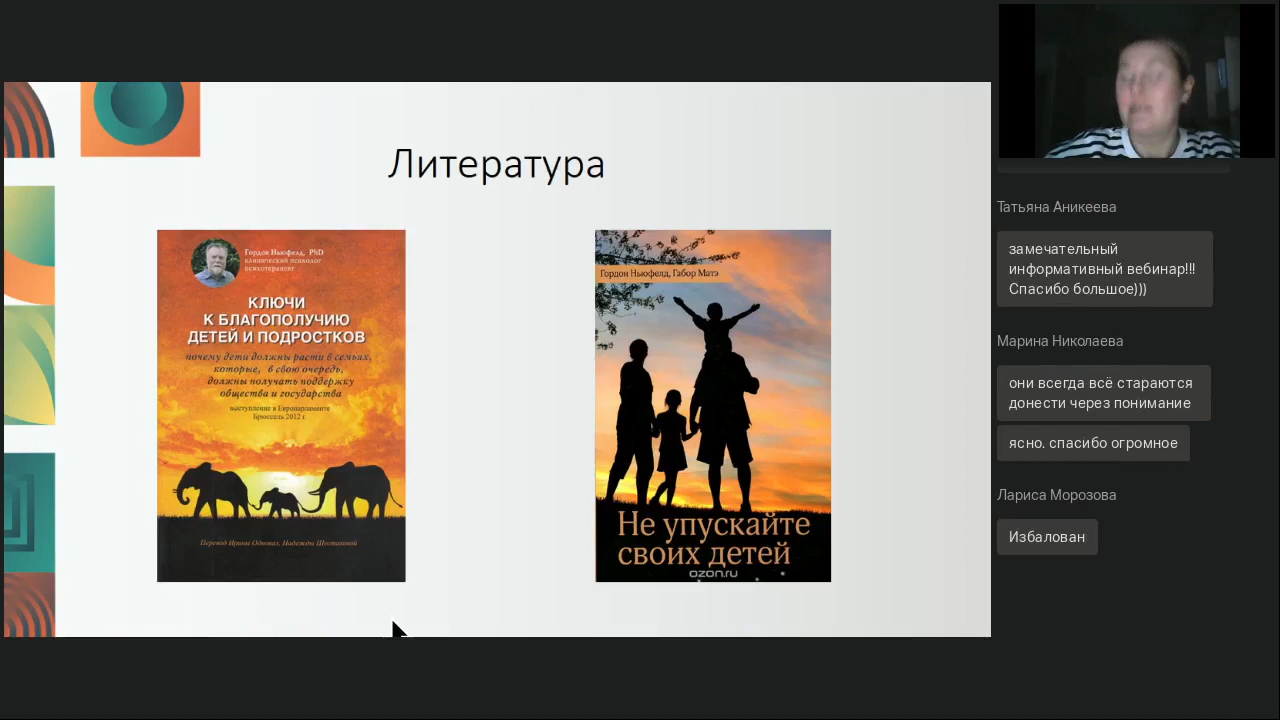 Литература
Гордон Ньюфелд, PhD
клинический психолог
психотерапевт
КЛЮЧИ
К БЛАГОПОЛУЧИЮ
ДЕТЕЙ И ПОДРОСТКОВ
почему дети должны расти в семьях,
которые, в свою очередь,
должны получать поддержку
общества и государства
выступление в Европарламенте
Брюссель 2012 г.
Перевод Ирины Одновал, Надежды Шпитиковой
Гордон Ньюфелд, Габор Матэ
Не упускайте
своих детей
ozon.ru
Татьяна Аникеева
замечательный
информативный вебинар!!!
Спасибо большое)))
Марина Николаева
они всегда всё стараются
донести через понимание
ясно. спасибо огромное
Лариса Морозова
Избалован